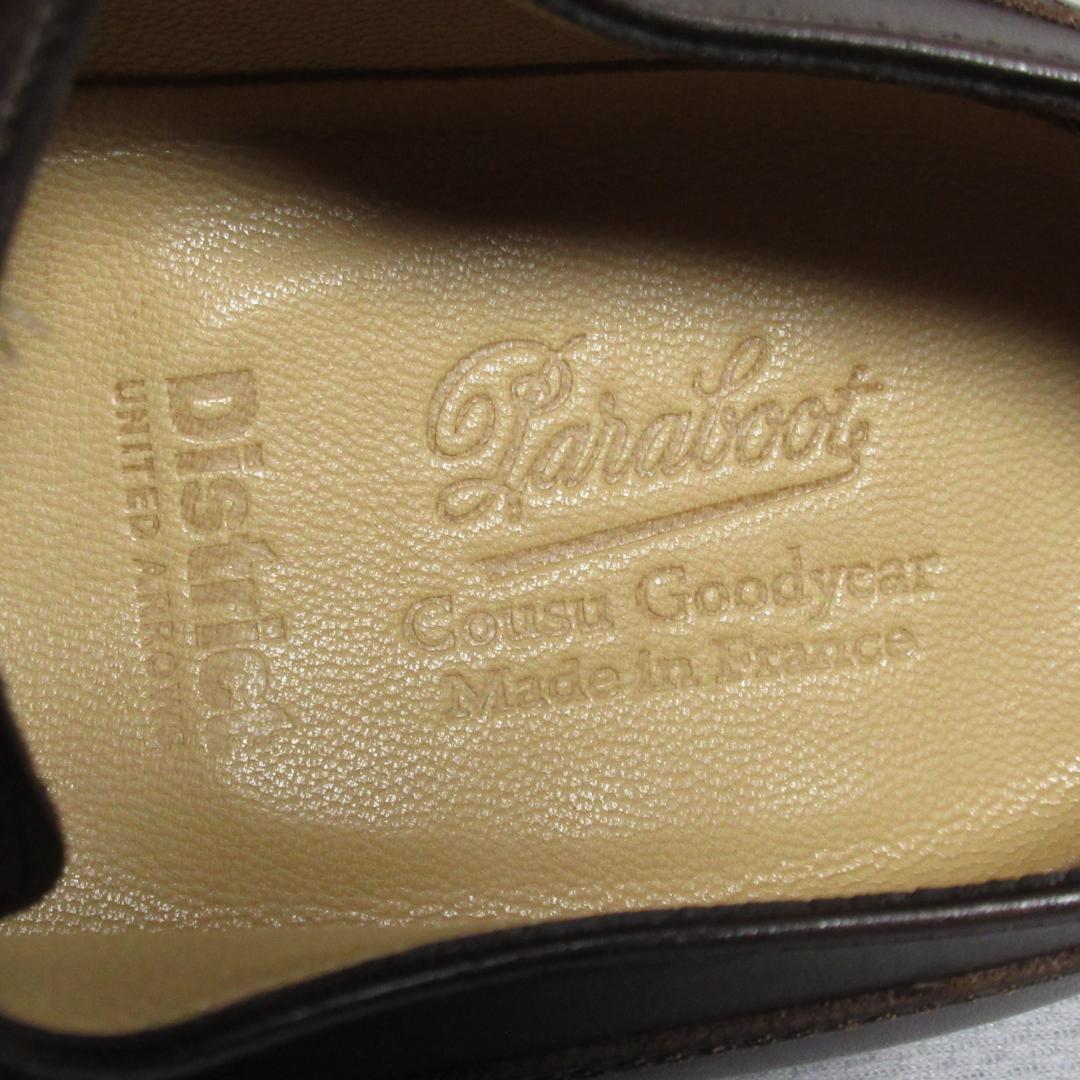 Paraboot
Cousu Goodyear
Made in France
District
UNITED ARROWS